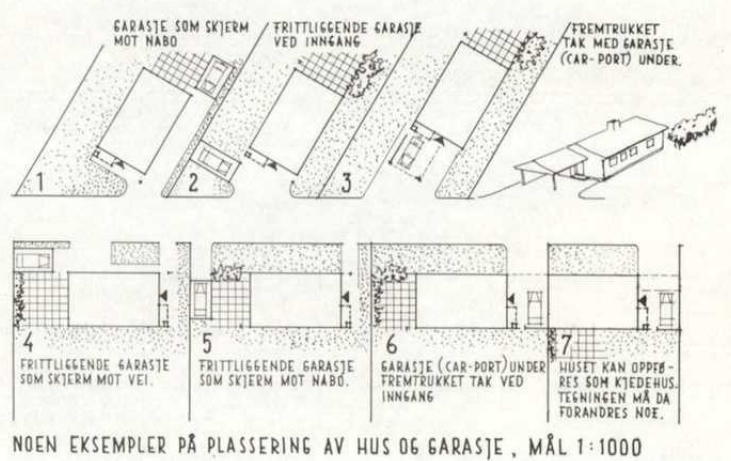 GARASJE SOM SKJERM
MOT NABO
FRITTLIGGENDE GARASJE
VED INNGANG
FREMTRUKKET
TAK MED GARASJE
(CAR-PORT) UNDER.
1
2
3
4
FRITTLIGGENDE GARASJE
SOM SKJERM MOT VEI.
5
FRITTLIGGENDE GARASJE
SOM SKJERM MOT NABO.
6
GARASJE (CAR-PORT) UNDER
FREMTRUKKET TAK VED
INNGANG
7
HUSET KAN OPPFØ-
RES SOM KJEDEHUS.
TEGNINGEN MÅ DA
FORANDRES NOE.
NOEN EKSEMPLER PÅ PLASSERING AV HUS OG GARASJE, MÅL 1:1000